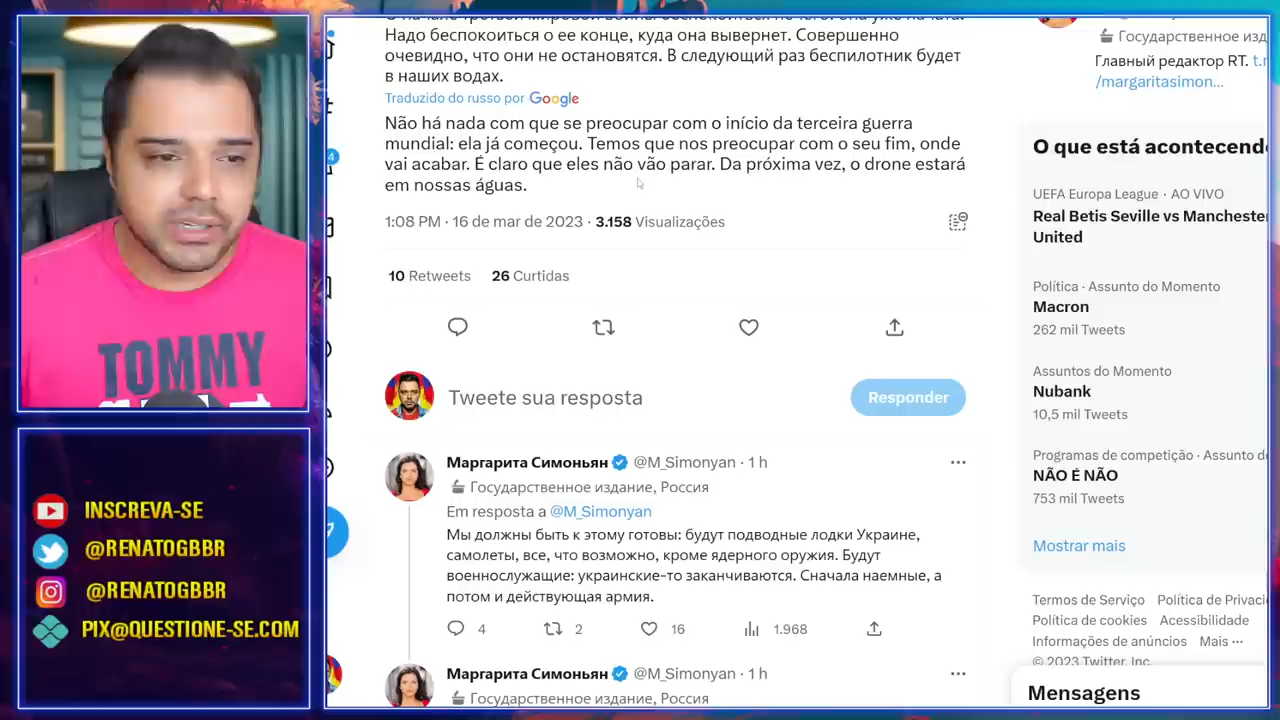 Надо беспокоиться о ее конце, куда она вывернет. Совершенно
очевидно, что они не остановятся. В следующий раз беспилотник будет
в наших водах.
Traduzido do russo por Google
Não há nada com que se preocupar com o início da terceira guerra
mundial: ela já começou. Temos que nos preocupar com o seu fim, onde
vai acabar. É claro que eles não vão parar. Da próxima vez, o drone estará
em nossas águas.
1:08 PM · 16 de mar de 2023 · 3.158 Visualizações
10 Retweets 26 Curtidas
Tweete sua resposta
Responder
Маргарита Симоньян @M_Simonyan · 1 h
Государственное издание, Россия
Em resposta a @M_Simonyan
Мы должны быть к этому готовы: будут подводные лодки Украине,
самолеты, все, что возможно, кроме ядерного оружия. Будут
военнослужащие: украинские-то заканчиваются. Сначала наемные, а
потом и действующая армия.
4 2 16 1.968
Маргарита Симоньян @M_Simonyan · 1 h
Государственное издание, Россия
Государственное изд
Главный редактор RT. t.
/margaritasimon...
O que está acontecend
UEFA Europa League · AO VIVO
Real Betis Seville vs Manchester
United
Política · Assunto do Momento
Macron
262 mil Tweets
Assuntos do Momento
Nubank
10,5 mil Tweets
Programas de competição · Assunto d
NÃO É NÃO
753 mil Tweets
Mostrar mais
Termos de Serviço Política de Privaci
Política de cookies Acessibilidade
Informações de anúncios Mais ···
© 2023 Twitter, Inc.
Mensagens
4
TOMMY
INSCREVA-SE
@RENATOGBBR
@RENATOGBBR
PIX@QUESTIONE-SE.COM